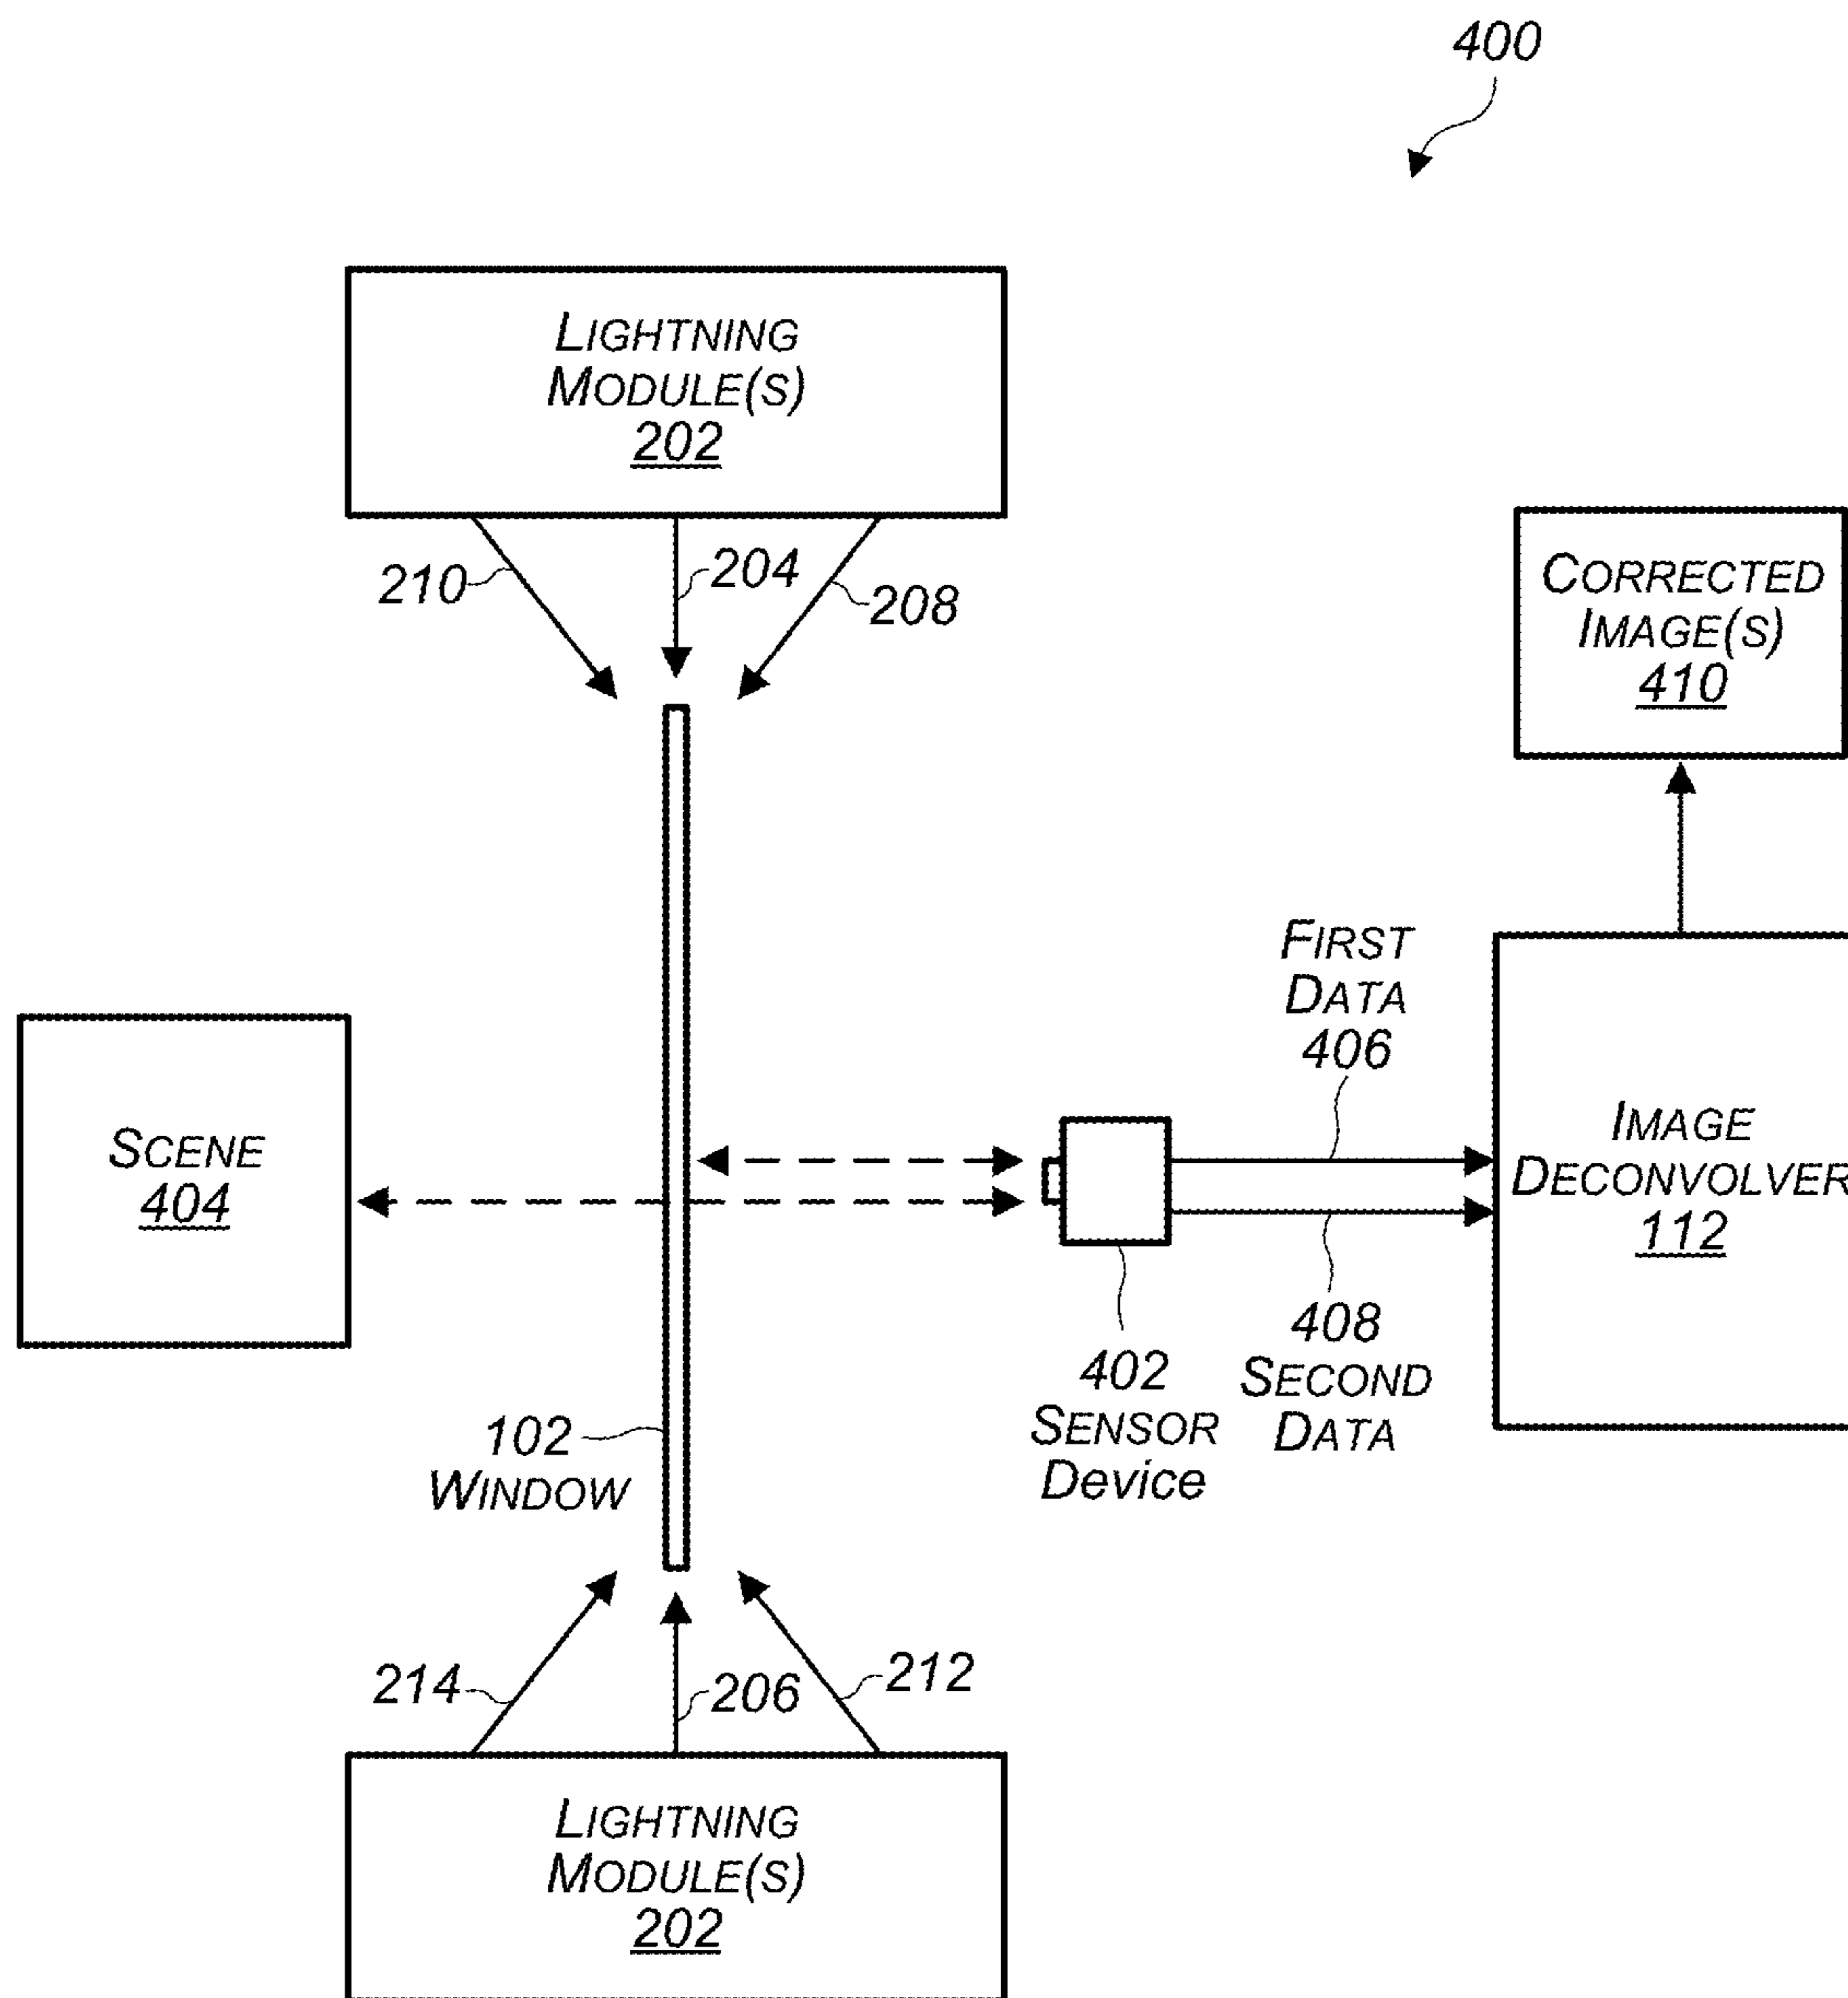 400
LIGHTNING
MODULE(S)
202
210
204
208
CORRECTED
IMAGE(S)
410
FIRST
DATA
406
SCENE
404
IMAGE
DECONVOLVER
112
408
SECOND
DATA
402
SENSOR
Device
102
WINDOW
214
206
212
LIGHTNING
MODULE(S)
202